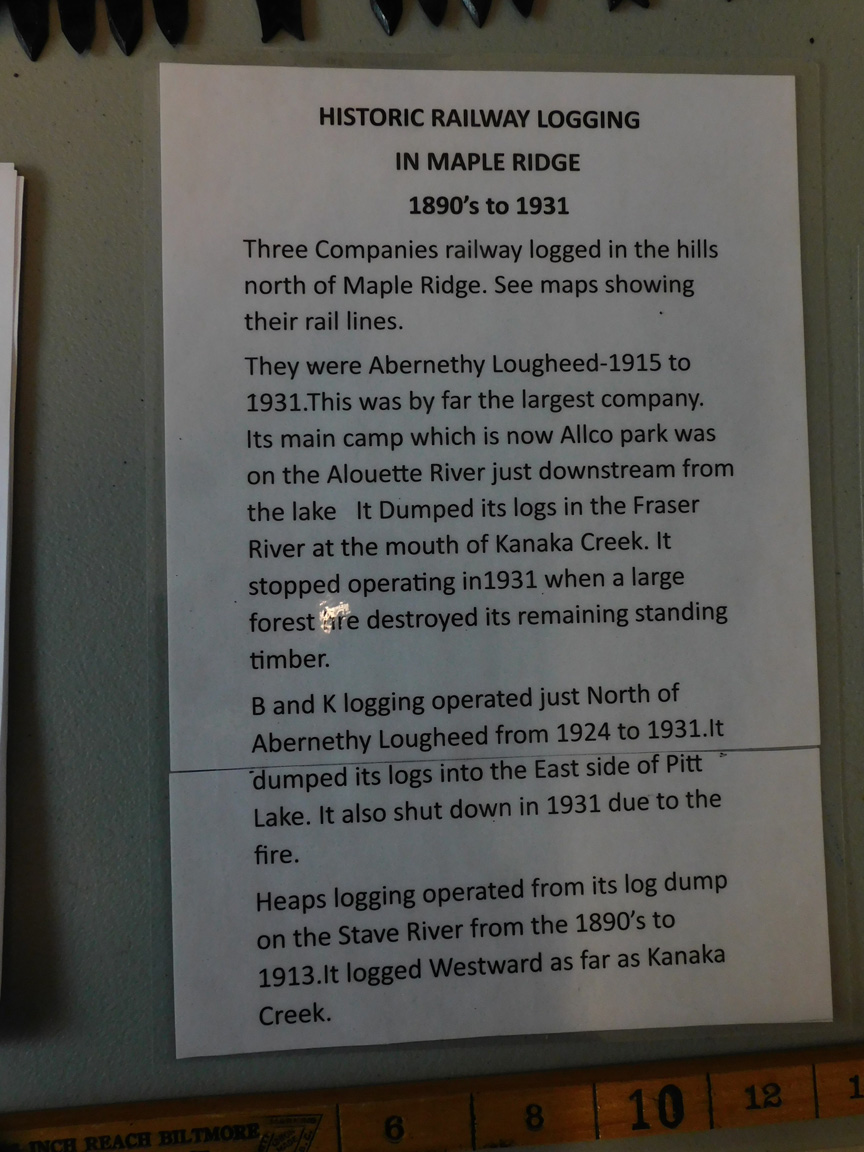 HISTORIC RAILWAY LOGGING
IN MAPLE RIDGE
1890's to 1931
Three Companies railway logged in the hills
north of Maple Ridge. See maps showing
their rail lines.
They were Abernethy Lougheed-1915 to
1931.This was by far the largest company.
Its main camp which is now Allco park was
on the Alouette River just downstream from
the lake   It Dumped its logs in the Fraser
River at the mouth of Kanaka Creek. It
stopped operating in1931 when a large
forest fire destroyed its remaining standing
timber.
B and K logging operated just North of
Abernethy Lougheed from 1924 to 1931.It
dumped its logs into the East side of Pitt
Lake. It also shut down in 1931 due to the
fire.
Heaps logging operated from its log dump
on the Stave River from the 1890's to
1913.It logged Westward as far as Kanaka
Creek.
6 8 10 12 1
-INCH REACH BILTMORE